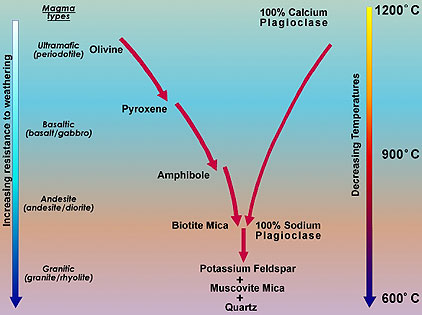 Magma
types
Ultramafic
(periodotite)
Basaltic
(basalt/gabbro)
Andesite
(andesite/diorite)
Granitic
(granite/rhyolite)
Increasing resistance to weathering
Olivine
Pyroxene
Amphibole
Biotite Mica
100% Calcium
Plagioclase
100% Sodium
Plagioclase
Potassium Feldspar
+
Muscovite Mica
+
Quartz
Decreasing Temperatures
1200° C
900° C
600° C